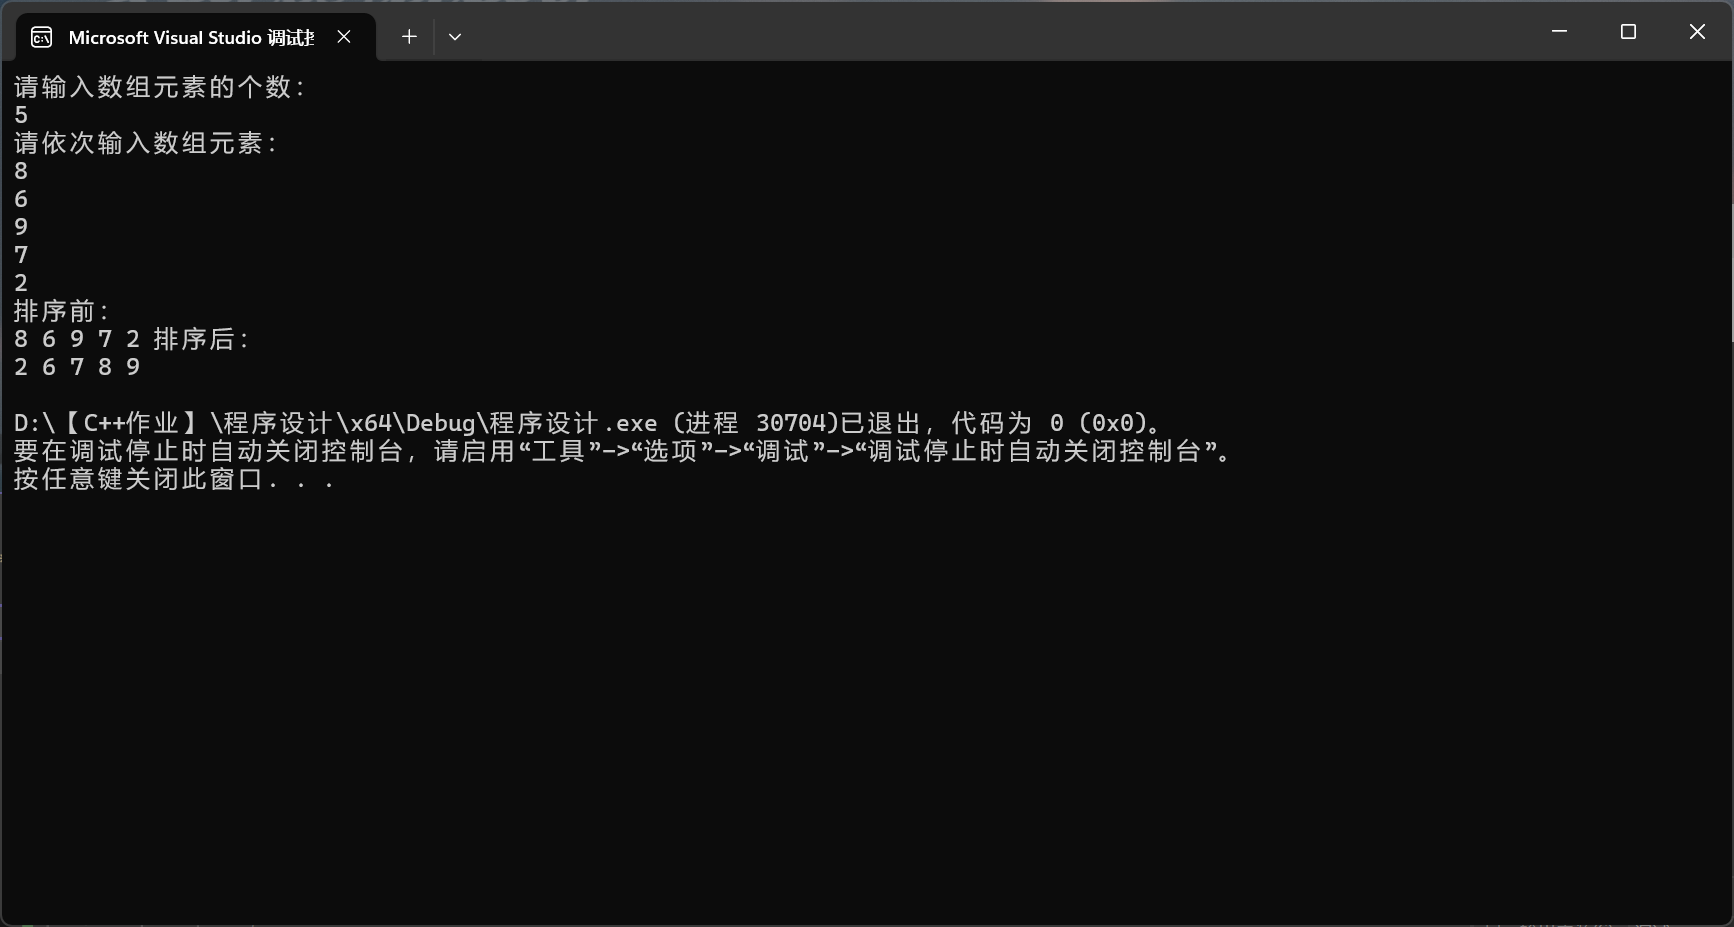 Microsoft Visual Studio 调试
请输入数组元素的个数：
5
请依次输入数组元素：
8
6
9
7
2
排序前：
8 6 9 7 2 排序后：
2 6 7 8 9
D:\【C++作业】\程序设计\x64\Debug\程序设计.exe (进程 30704)已退出，代码为 0 (0x0)。
要在调试停止时自动关闭控制台，请启用“工具”->“选项”->“调试”->“调试停止时自动关闭控制台”。
按任意键关闭此窗口. . .